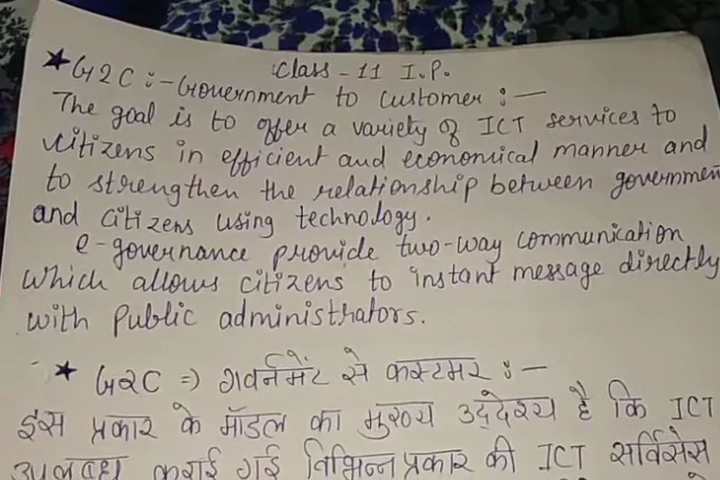 Class - 11 I.P.
★ G2C :- Government to Customer :-
The goal is to offer a variety of ICT services to
citizens in efficient and economical manner and
to strengthen the relationship between governmen
and citizens using technology.
e-governance provide two-way communication
which allows citizens to instant message directly
with Public administrators.
★ G2C => गवर्नमेंट से कस्टमर :-
इस प्रकार के मॉडल का मुख्य उद्देश्य है कि ICT
उपलब्ध कराई गई विभिन्न प्रकार की ICT सर्विसेस